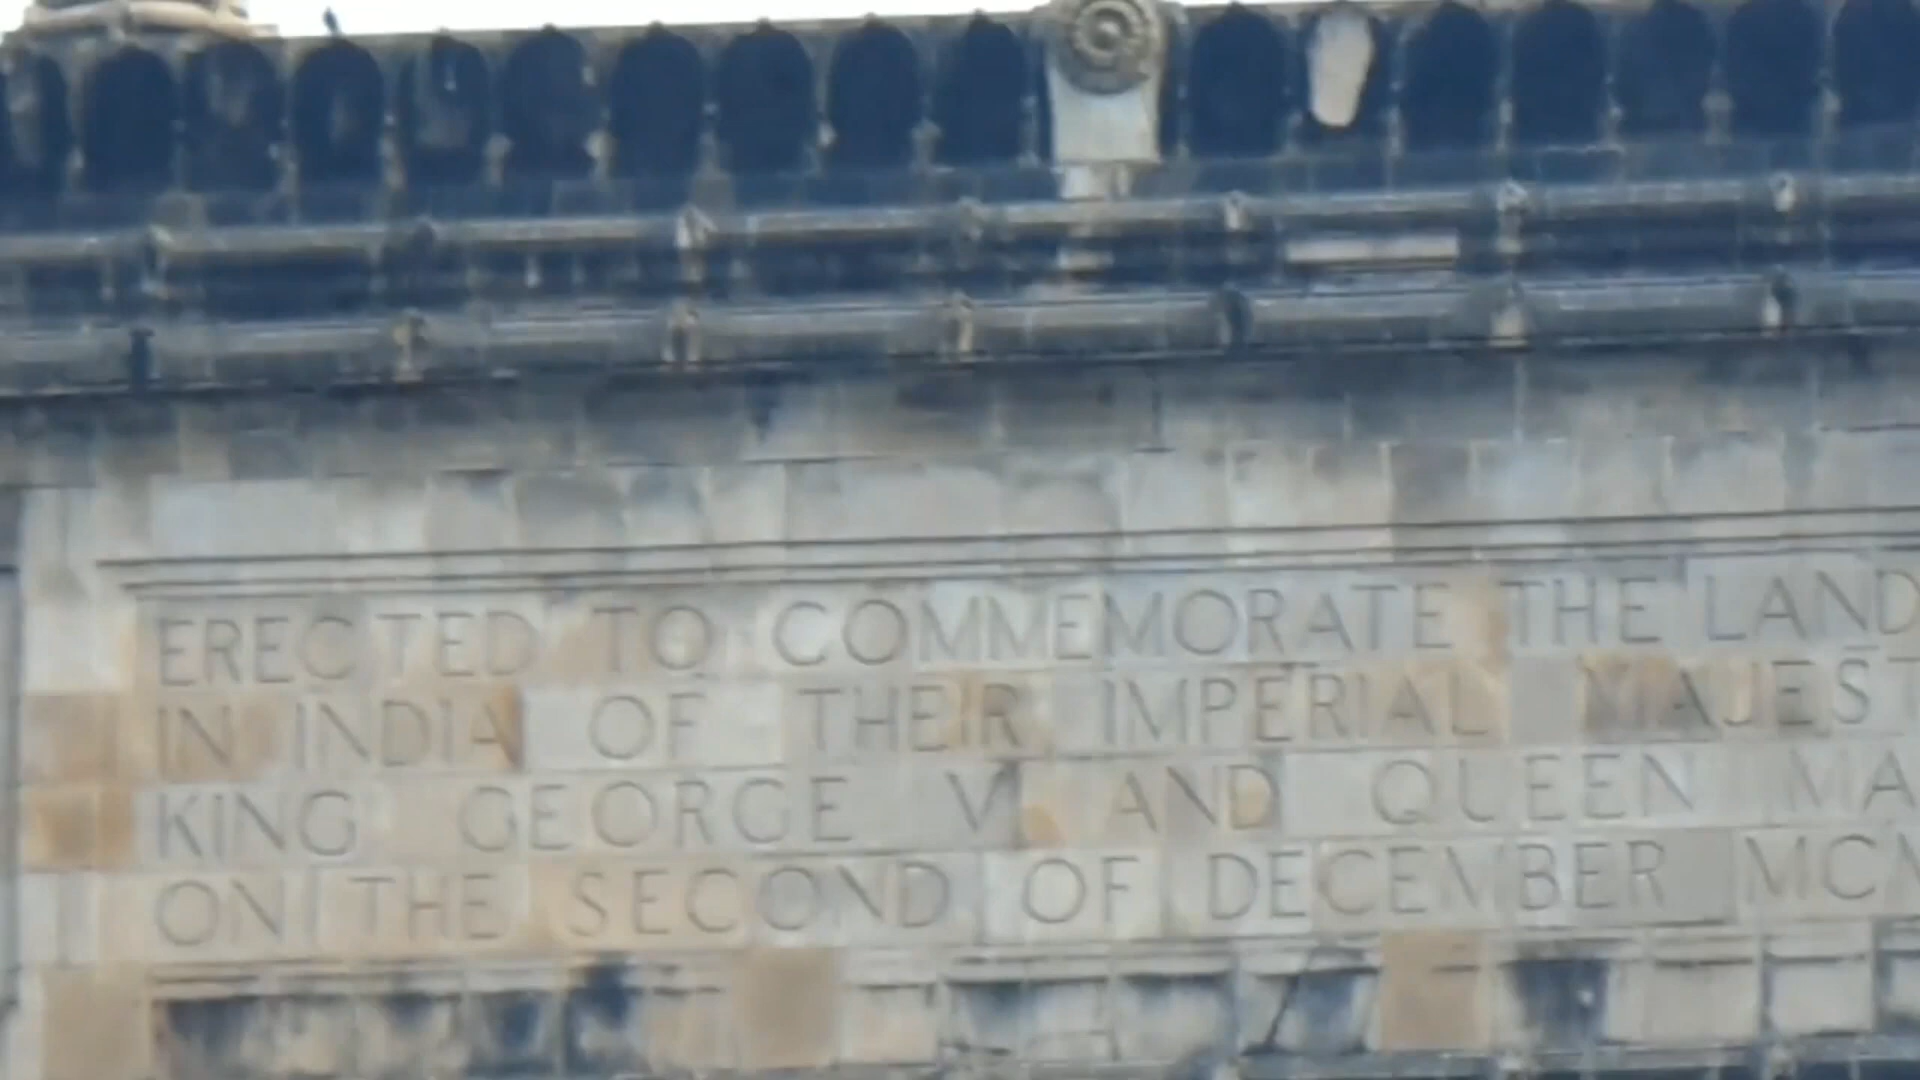 ERECTED TO COMMEMORATE THE LAND
IN INDIA OF THEIR IMPERIAL MAJEST
KING GEORGE V AND QUEEN MA
ON THE SECOND OF DECEMBER MCM